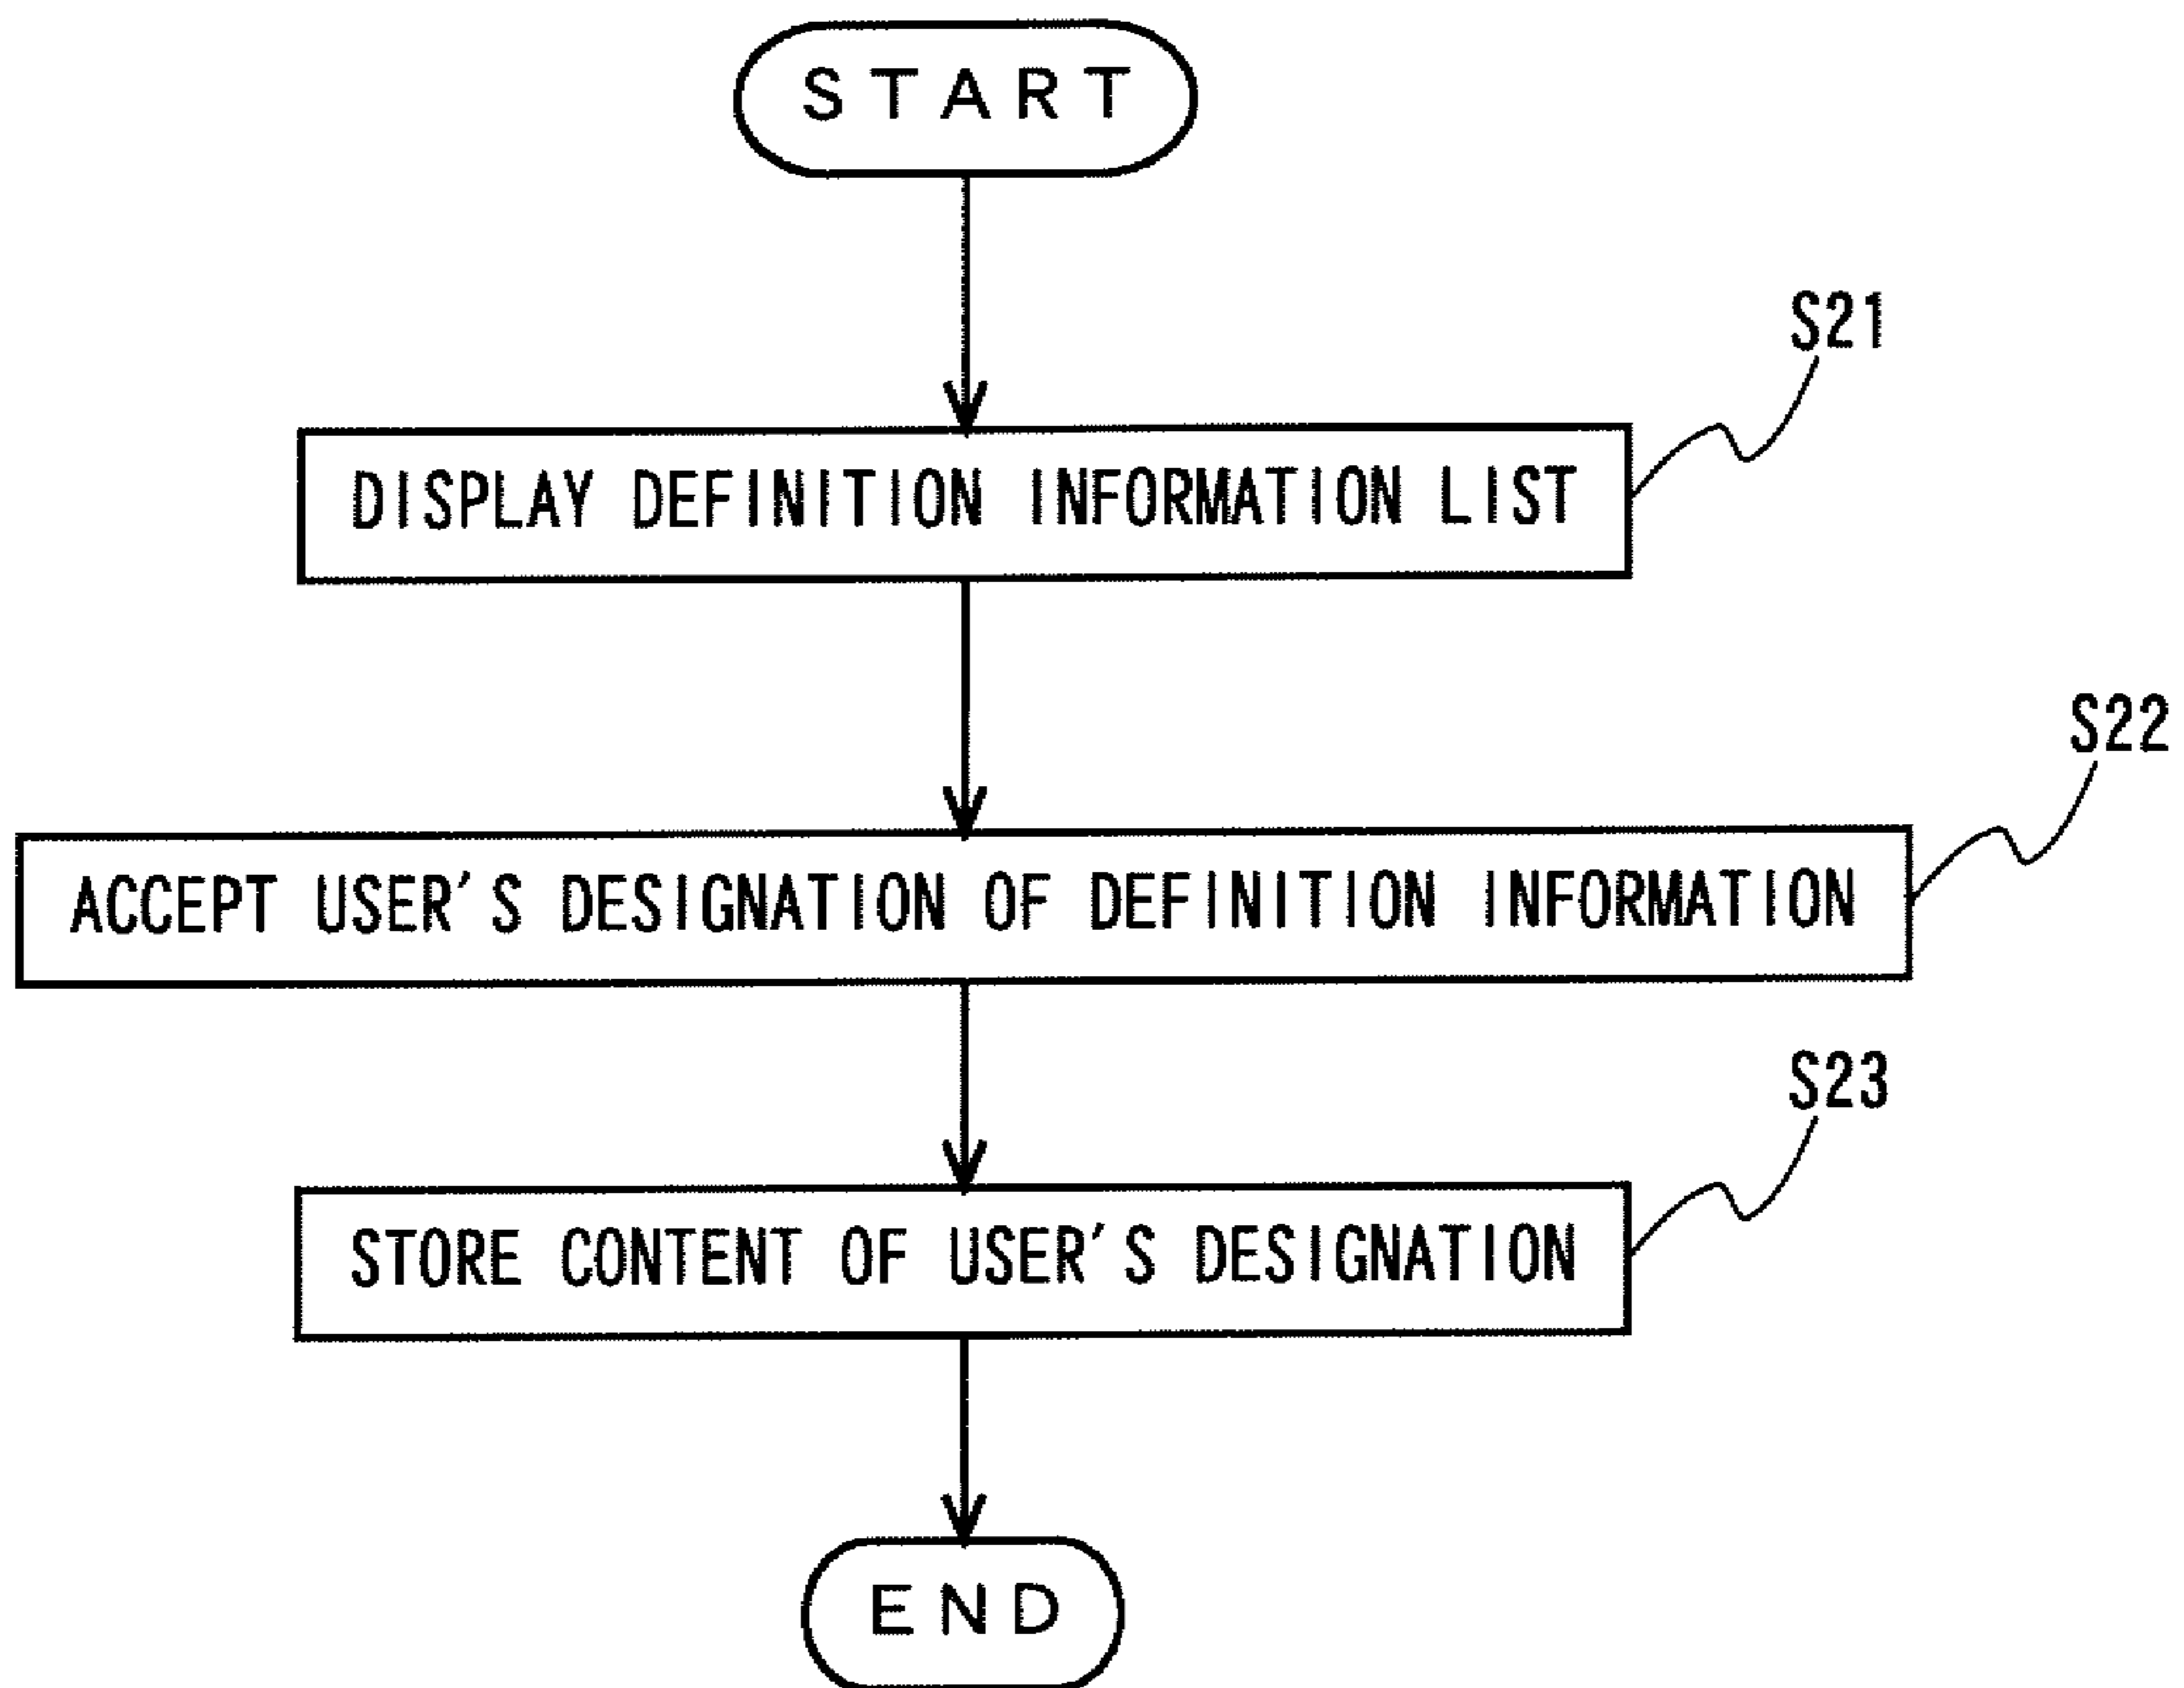 START
S21
DISPLAY DEFINITION INFORMATION LIST
S22
ACCEPT USER'S DESIGNATION OF DEFINITION INFORMATION
S23
STORE CONTENT OF USER'S DESIGNATION
END